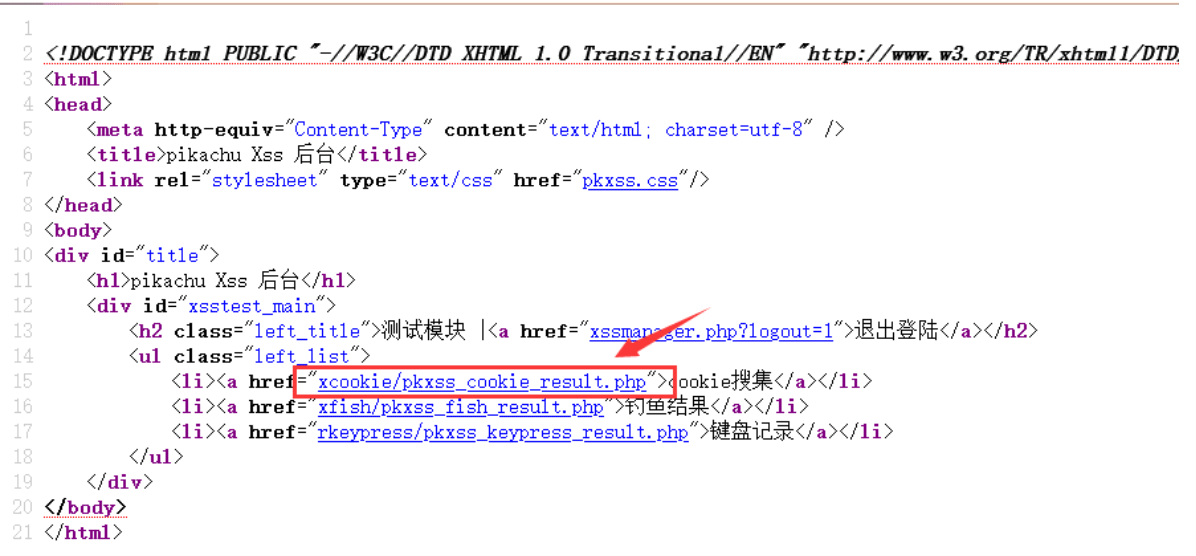 1
2 <!DOCTYPE html PUBLIC "-//W3C//DTD XHTML 1.0 Transitional//EN" "http://www.w3.org/TR/xhtml1/DTD
3 <html>
4 <head>
5 <meta http-equiv="Content-Type" content="text/html; charset=utf-8" />
6 <title>pikachu Xss 后台</title>
7 <link rel="stylesheet" type="text/css" href="pkxss.css"/>
8 </head>
9 <body>
10 <div id="title">
11 <h1>pikachu Xss 后台</h1>
12 <div id="xsstest_main">
13 <h2 class="left_title">测试模块 |<a href="xssmanager.php?logout=1">退出登陆</a></h2>
14 <ul class="left_list">
15 <li><a href="xcookie/pkxss_cookie_result.php">cookie搜集</a></li>
16 <li><a href="xfish/pkxss_fish_result.php">钓鱼结果</a></li>
17 <li><a href="rkeypress/pkxss_keypress_result.php">键盘记录</a></li>
18 </ul>
19 </div>
20 </body>
21 </html>